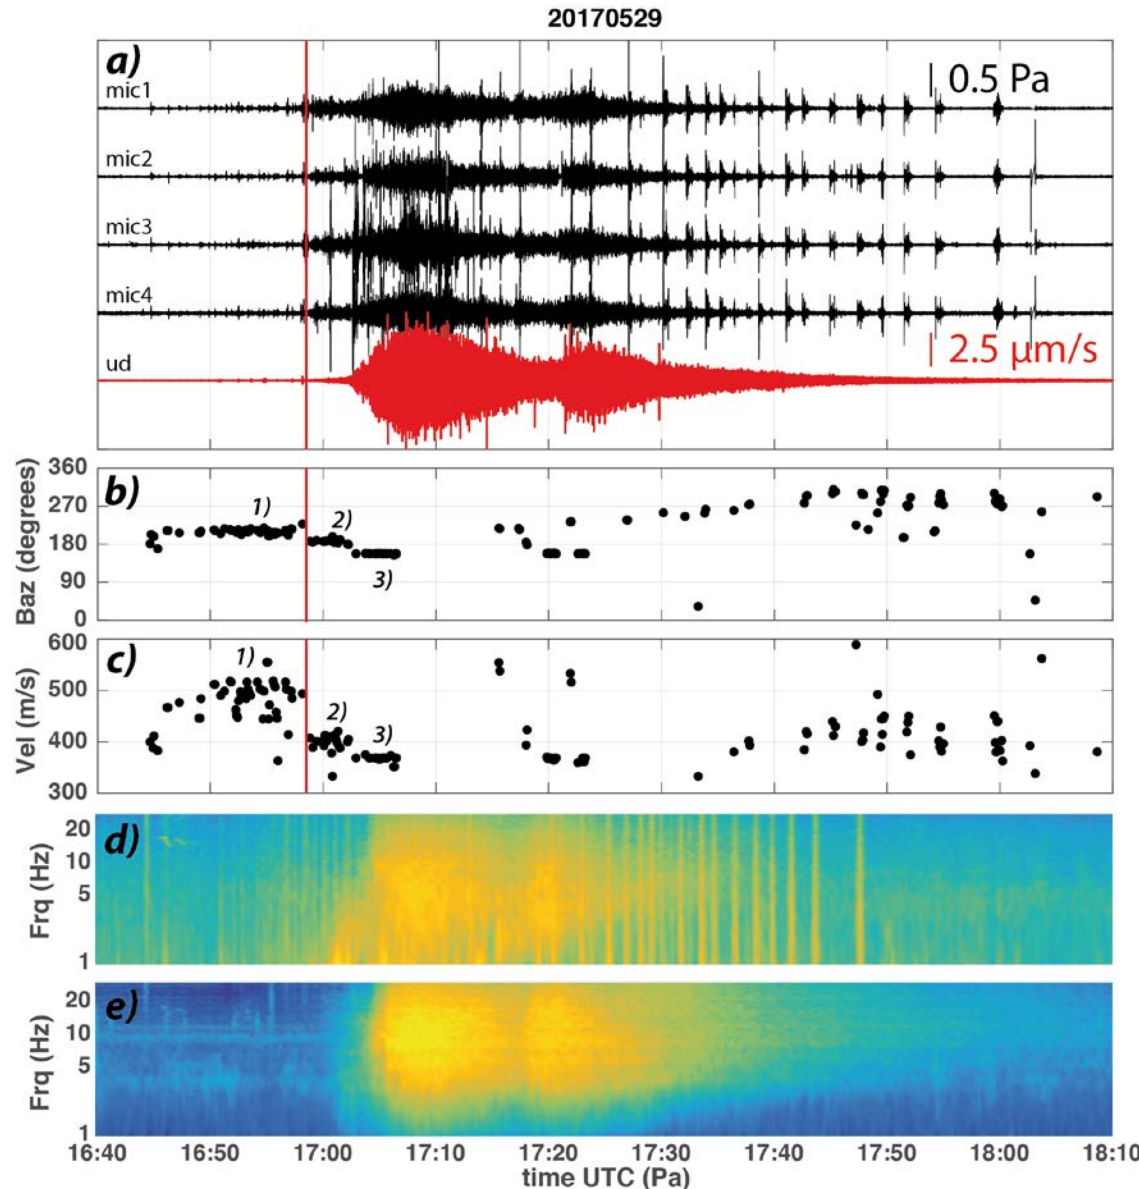 20170529
a)
mic1
0.5 Pa
mic2
mic3
mic4
ud
2.5 μm/s
Baz (degrees)
360
270
180
90
0
b)
1)
2)
3)
Vel (m/s)
600
500
400
300
c)
1)
2)
3)
Frq (Hz)
20
10
5
1
d)
Frq (Hz)
20
10
5
1
e)
16:40 16:50 17:00 17:10 17:20 17:30 17:40 17:50 18:00 18:10
time UTC (Pa)